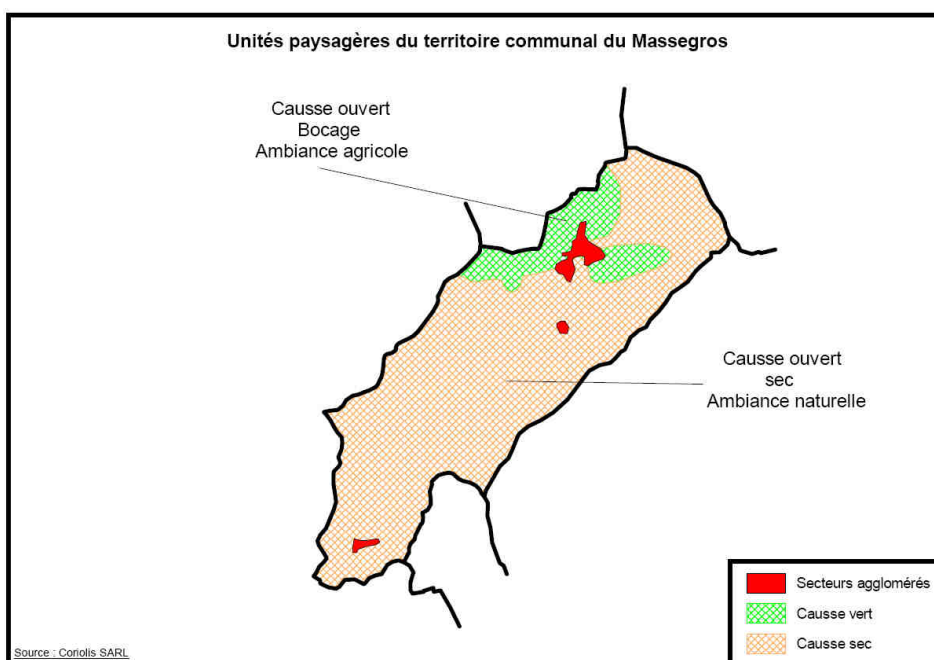 Unités paysagères du territoire communal du Massegros
Causse ouvert
Bocage
Ambiance agricole
Causse ouvert
sec
Ambiance naturelle
Secteurs agglomérés
Causse vert
Causse sec
Source : Coriolis SARL